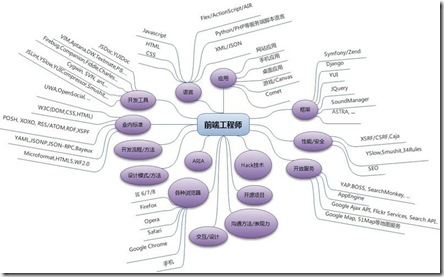 前端工程师
语言
Javascript
HTML
CSS
Flex/ActionScript/AIR
Python/PHP等服务端脚本语言
XML/JSON
应用
网站应用
手机应用
桌面应用
游戏/Canvas
Comet
框架
Symfony/Zend
Django
YUI
JQuery
SoundManager
ASTRA, ...
性能/安全
XSRF/CSRF,Caja
YSlow,Smushit,34Rules
SEO
开放服务
YAP,BOSS, SearchMonkey, ...
AppEngine
Google Ajax API, Flickr Services, Search API,
Google Map, 51Map等地图服务
Hack技术
开源项目
沟通方法/表现力
交互/设计
各种浏览器
IE 6/7/8
Firefox
Opera
Safari
Google Chrome
手机
ARIA
设计模式/方法
开发流程/方法
业内标准
UWA,OpenSocial, ...
W3C(DOM,CSS,HTML)
POSH, XOXO, RSS/ATOM,RDF,XSPF
YAML,JSONP,JSON-RPC,Bayeux
Microformat,HTML5,WF2.0
开发工具
JSDoc,YUIDoc
VIM,Aptana,DW,Textmate,PS...
Firebug,Companion,Fiddle,Charles...
Cygwin, SVN, ant...
JSLint,YSlow,YUICompressor,Smushit...